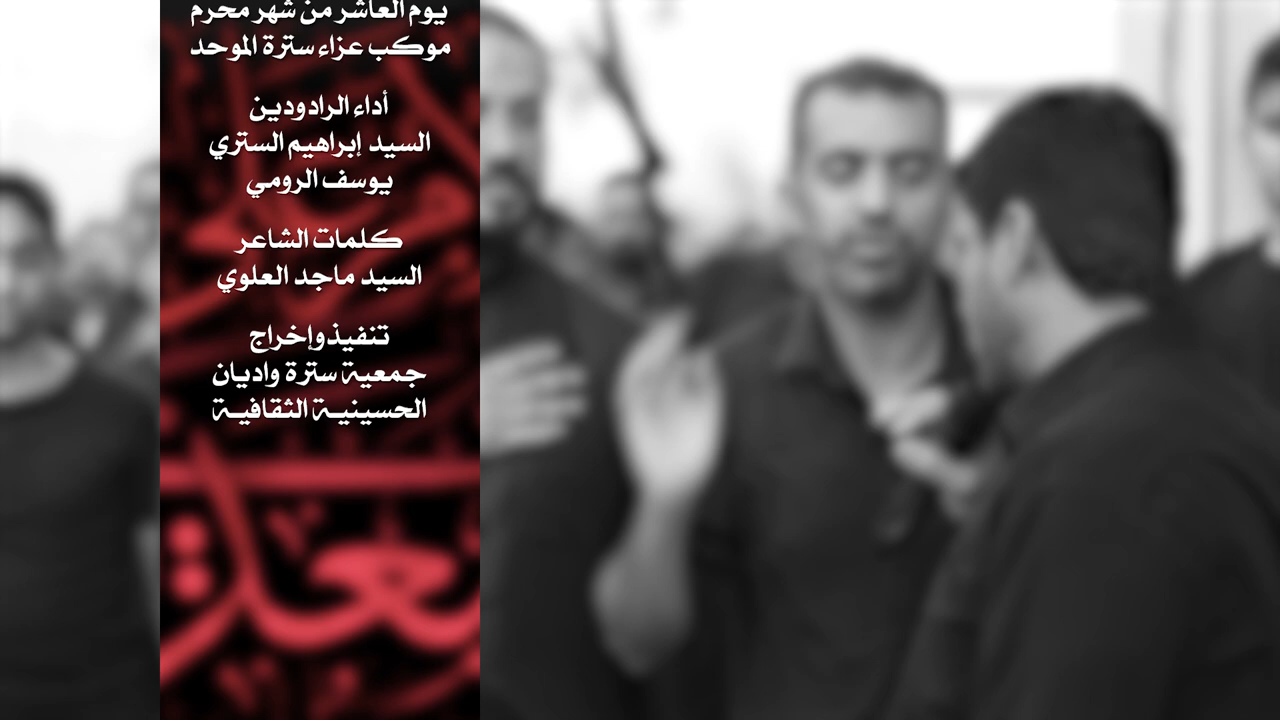 يوم العاشر من شهر محرم
موكب عزاء سترة الموحد
أداء الرادودين
السيد إبراهيم الستري
يوسف الرومي
كلمات الشاعر
السيد ماجد العلوي
تنفيذ وإخراج
جمعية سترة واديان
الحسينية الثقافية